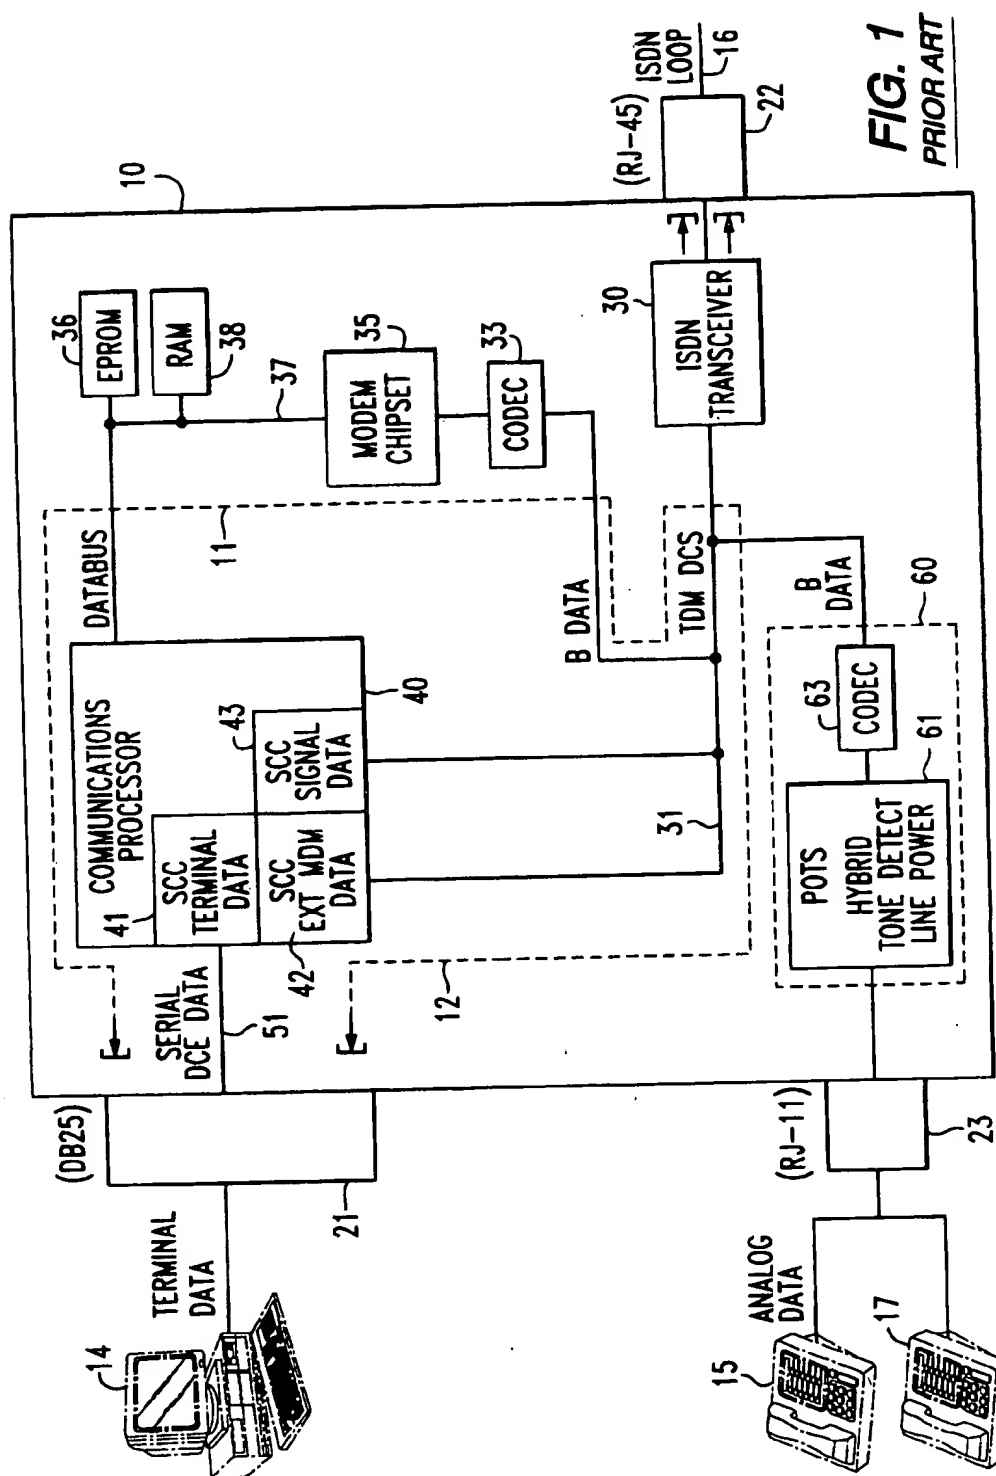 10
36
EPROM
RAM
38
DATABUS
37
35
MODEM
CHIPSET
33
CODEC
11
B DATA
COMMUNICATIONS
PROCESSOR
41
SCC
TERMINAL
DATA
43
SCC
SIGNAL
DATA
SCC
EXT MDM
DATA
42
40
SERIAL
DCE DATA
51
12
31
TDM DCS
30
ISDN
TRANSCEIVER
(RJ-45)
22
ISDN
LOOP
16
B
DATA
60
63
CODEC
61
POTS
HYBRID
TONE DETECT
LINE POWER
(DB25)
21
TERMINAL
DATA
14
(RJ-11)
23
ANALOG
DATA
15
17
FIG. 1
PRIOR ART